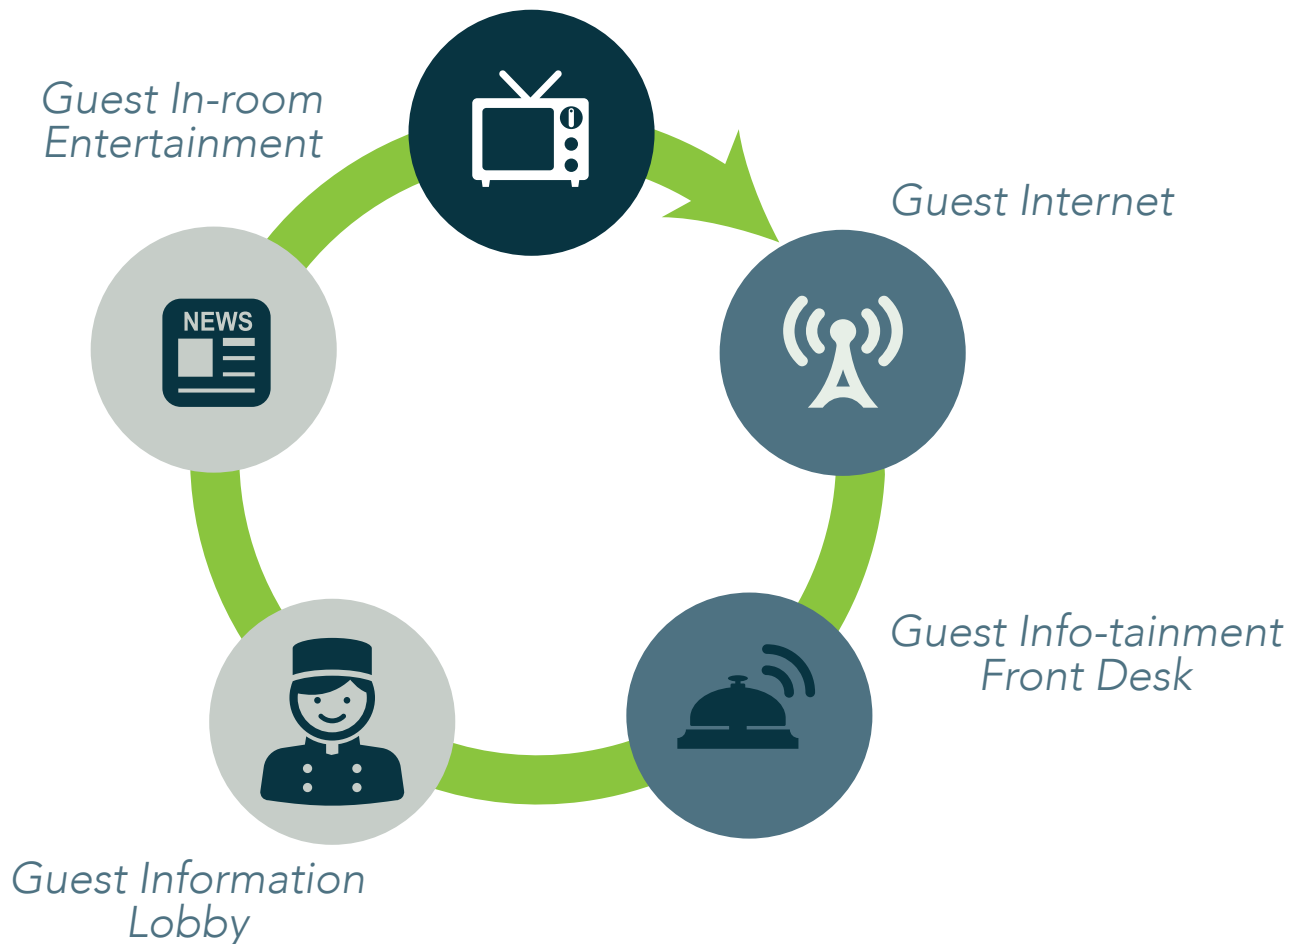 Guest In-room
Entertainment
Guest Internet
NEWS
Guest Info-tainment
Front Desk
Guest Information
Lobby